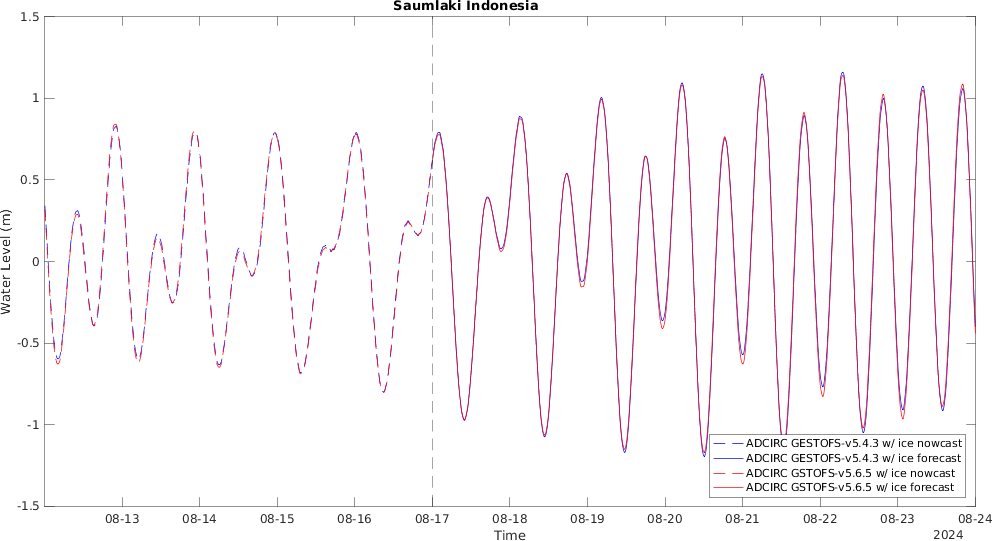 Saumlaki Indonesia
1.5
1
0.5
0
-0.5
-1
-1.5
Water Level (m)
ADCIRC GESTOFS-v5.4.3 w/ ice nowcast
ADCIRC GESTOFS-v5.4.3 w/ ice forecast
ADCIRC GSTOFS-v5.6.5 w/ ice nowcast
ADCIRC GSTOFS-v5.6.5 w/ ice forecast
08-13 08-14 08-15 08-16 08-17 08-18 08-19 08-20 08-21 08-22 08-23 08-24
Time
2024